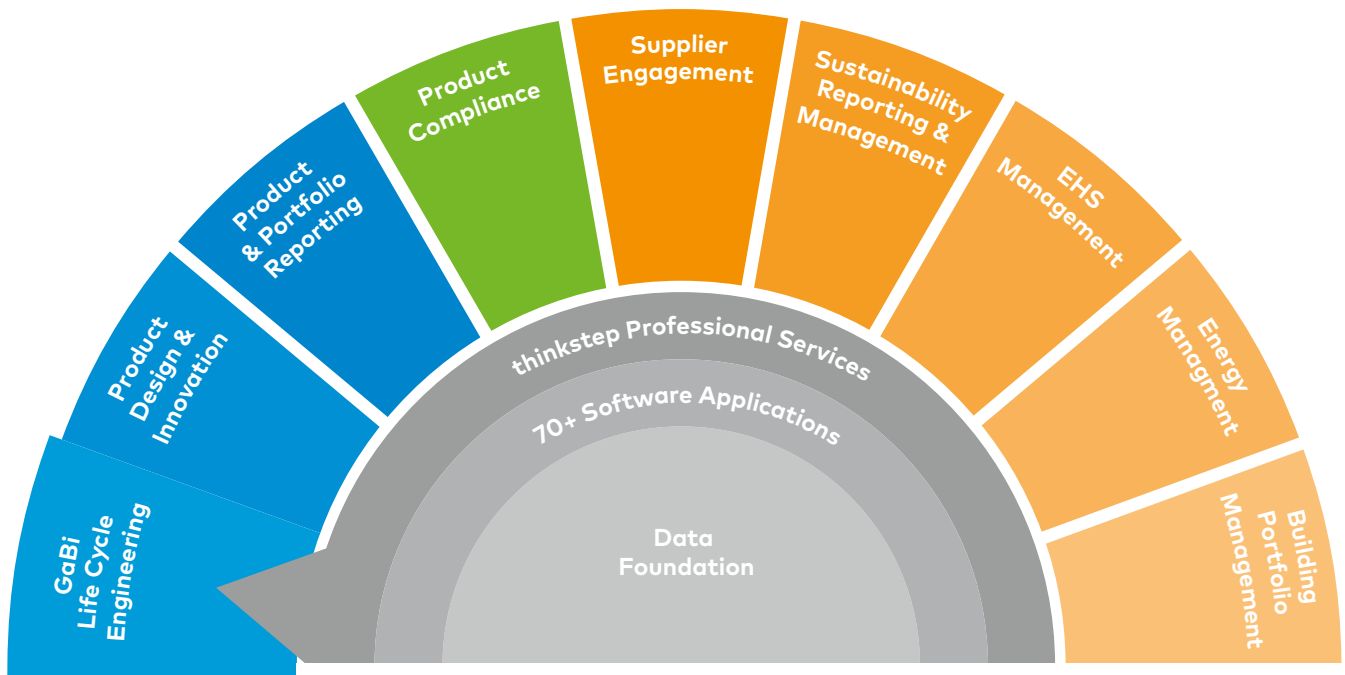 GaBi
Life Cycle
Engineering
Product
Design &
Innovation
Product
& Portfolio
Reporting
Product
Compliance
Supplier
Engagement
Sustainability
Reporting &
Management
EHS
Management
Energy
Managment
Building
Portfolio
Management
thinkstep Professional Services
70+ Software Applications
Data
Foundation